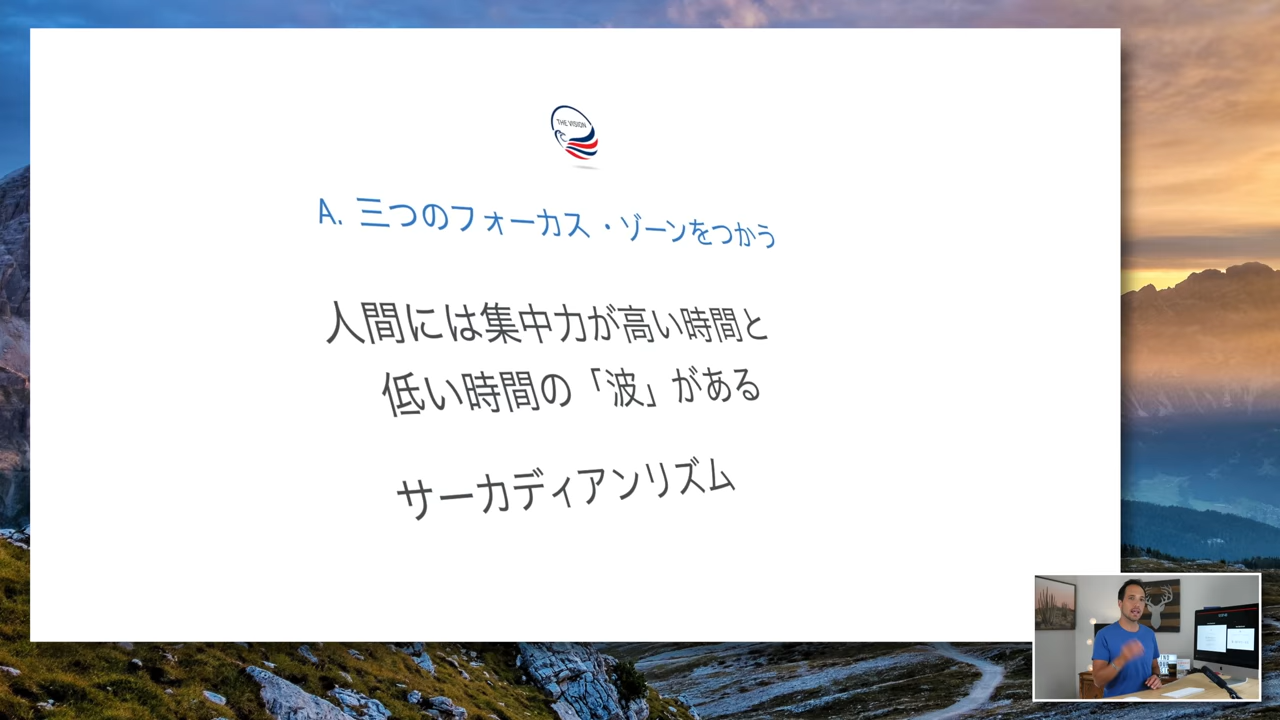 THE VISION
A. 三つのフォーカス・ゾーンをつかう
人間には集中力が高い時間と
低い時間の「波」がある
サーカディアンリズム